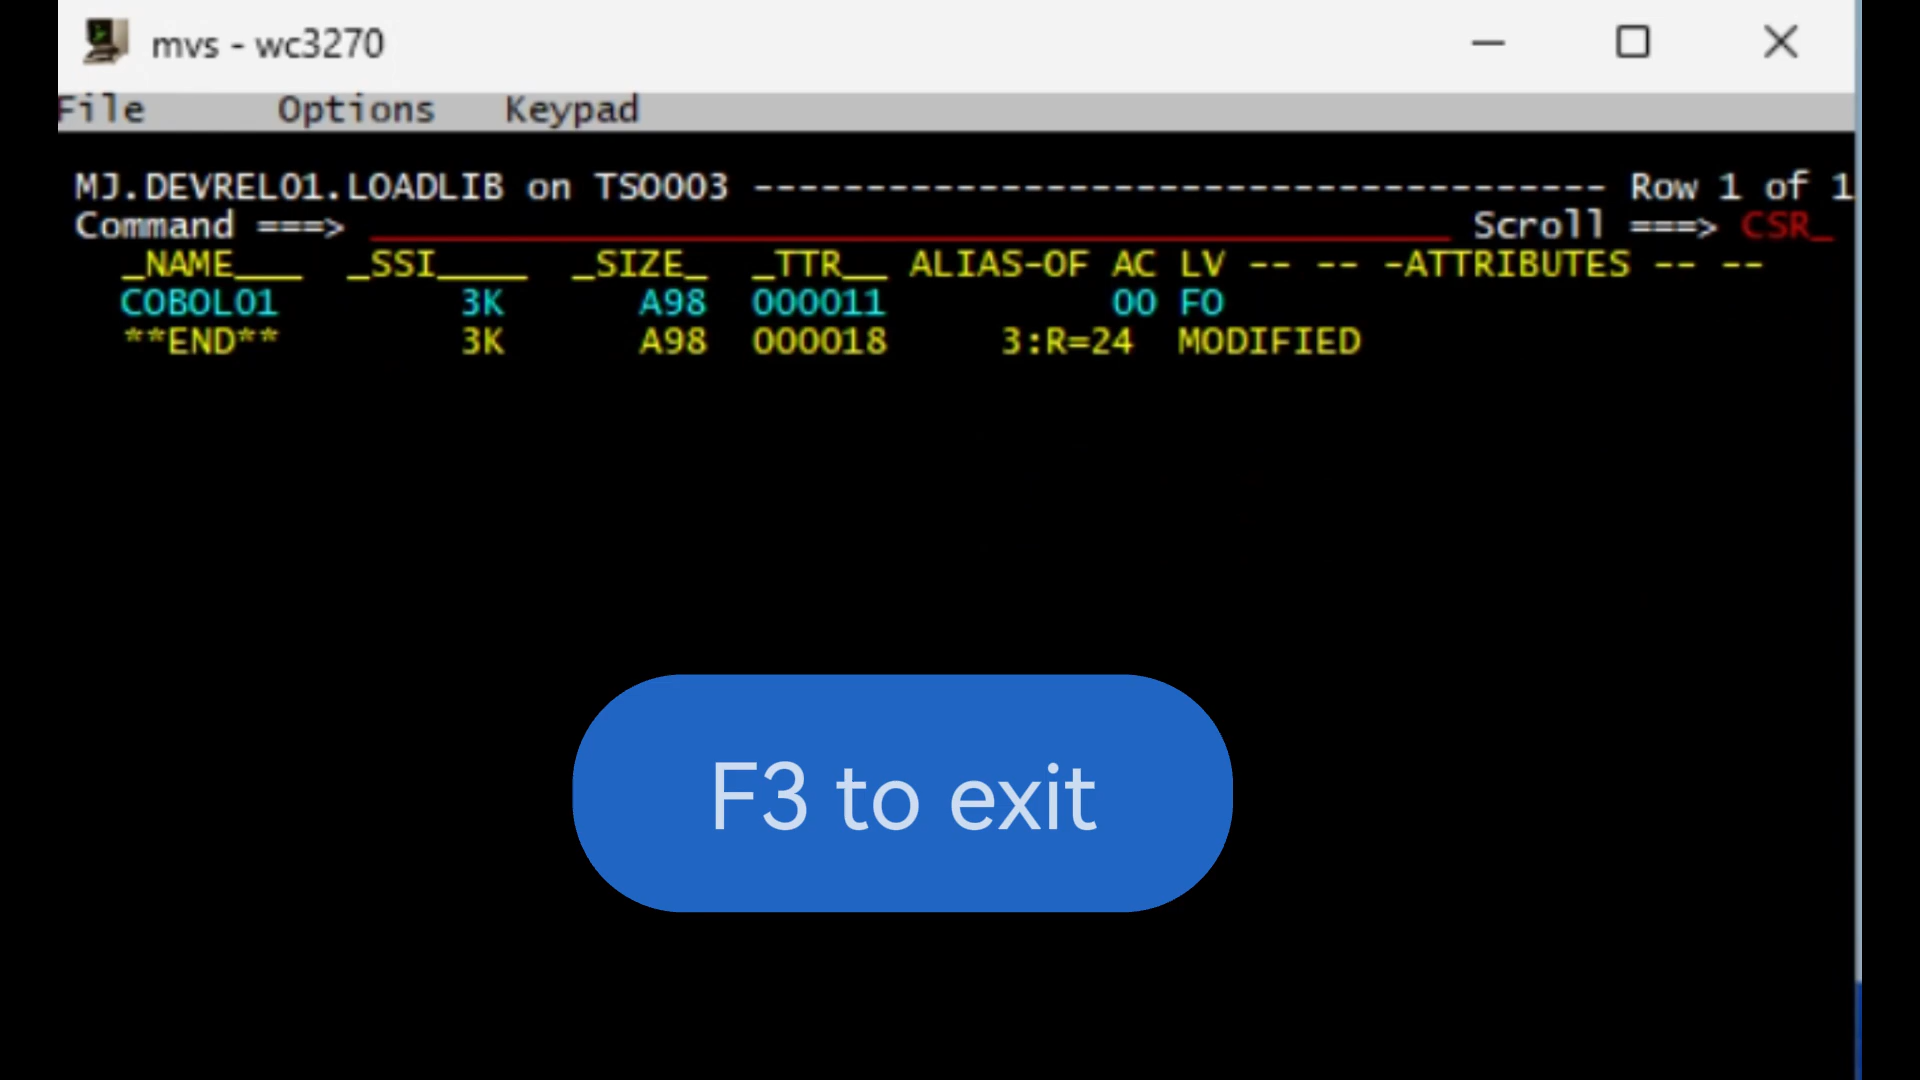 mvs - wc3270
File Options Keypad
MJ.DEVREL01.LOADLIB on TSO003 -------------------------------------- Row 1 of 1
Command ===> ________________________________________________ Scroll ===> CSR_
_NAME___ _SSI____ _SIZE_ _TTR__ ALIAS-OF AC LV -- -- -ATTRIBUTES -- --
COBOL01 3K A98 000011 00 FO
**END** 3K A98 000018 3:R=24 MODIFIED
F3 to exit